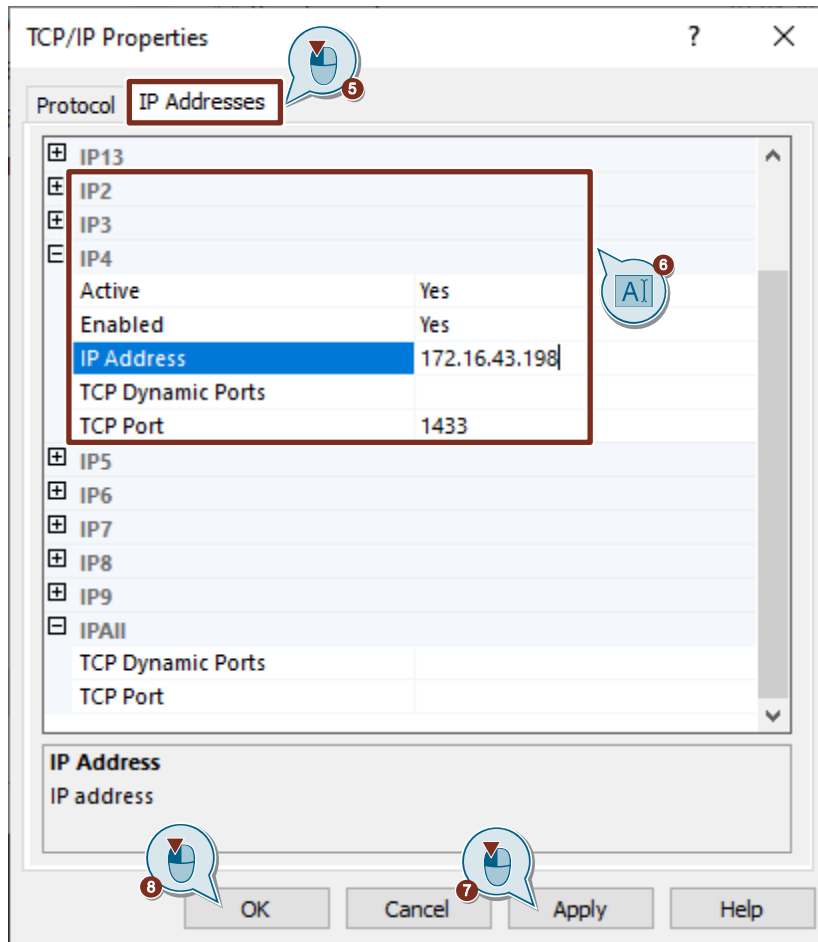 TCP/IP Properties ? ×
5
Protocol IP Addresses
IP13
IP2
IP3
IP4
6
A
Active Yes
Enabled Yes
IP Address 172.16.43.198
TCP Dynamic Ports
TCP Port 1433
IP5
IP6
IP7
IP8
IP9
IPAll
TCP Dynamic Ports
TCP Port
IP Address
IP address
8 7
OK Cancel Apply Help